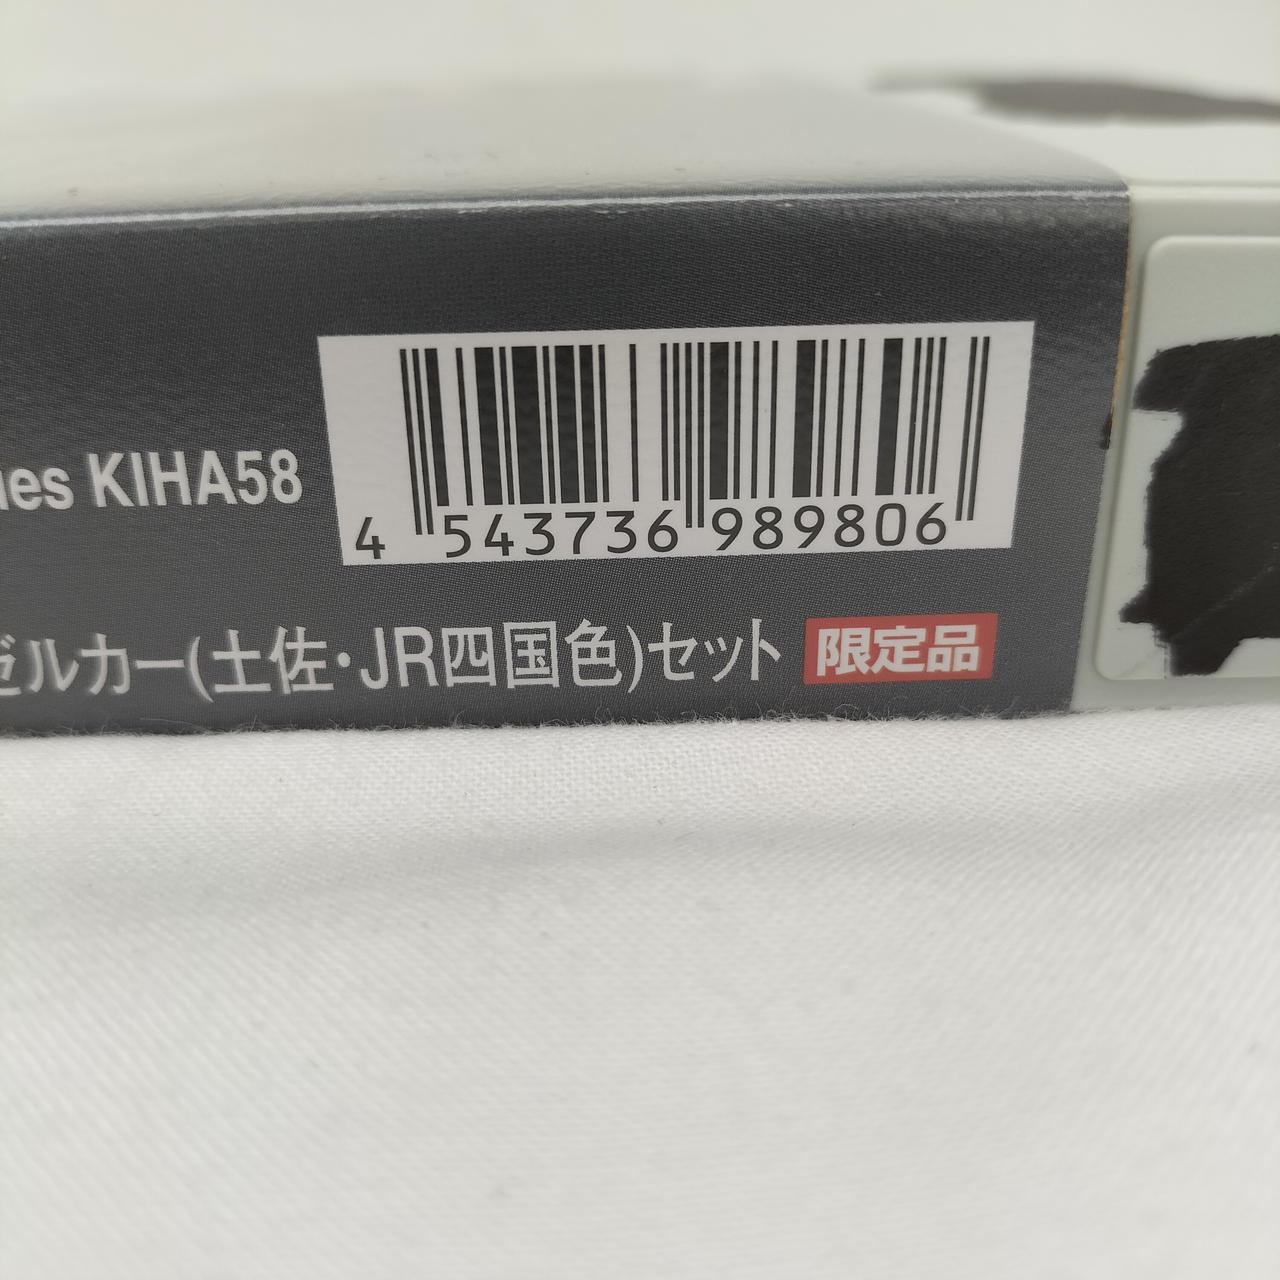 ies KIHA58
4 543736 989806
ゼルカー(土佐・JR四国色)セット 限定品